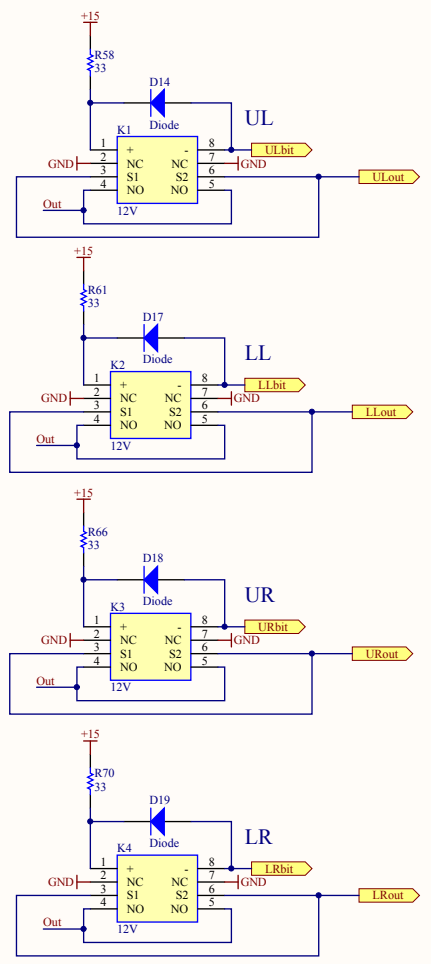 +15
R58
33
D14
Diode
UL
K1
1 + - 8 ULbit
GND 2 NC NC 7 GND
3 S1 S2 6 ULout
4 NO NO 5
Out
12V
+15
R61
33
D17
Diode
LL
K2
1 + - 8 LLbit
GND 2 NC NC 7 GND
3 S1 S2 6 LLout
4 NO NO 5
Out
12V
+15
R66
33
D18
Diode
UR
K3
1 + - 8 URbit
GND 2 NC NC 7 GND
3 S1 S2 6 URout
4 NO NO 5
Out
12V
+15
R70
33
D19
Diode
LR
K4
1 + - 8 LRbit
GND 2 NC NC 7 GND
3 S1 S2 6 LRout
4 NO NO 5
Out
12V